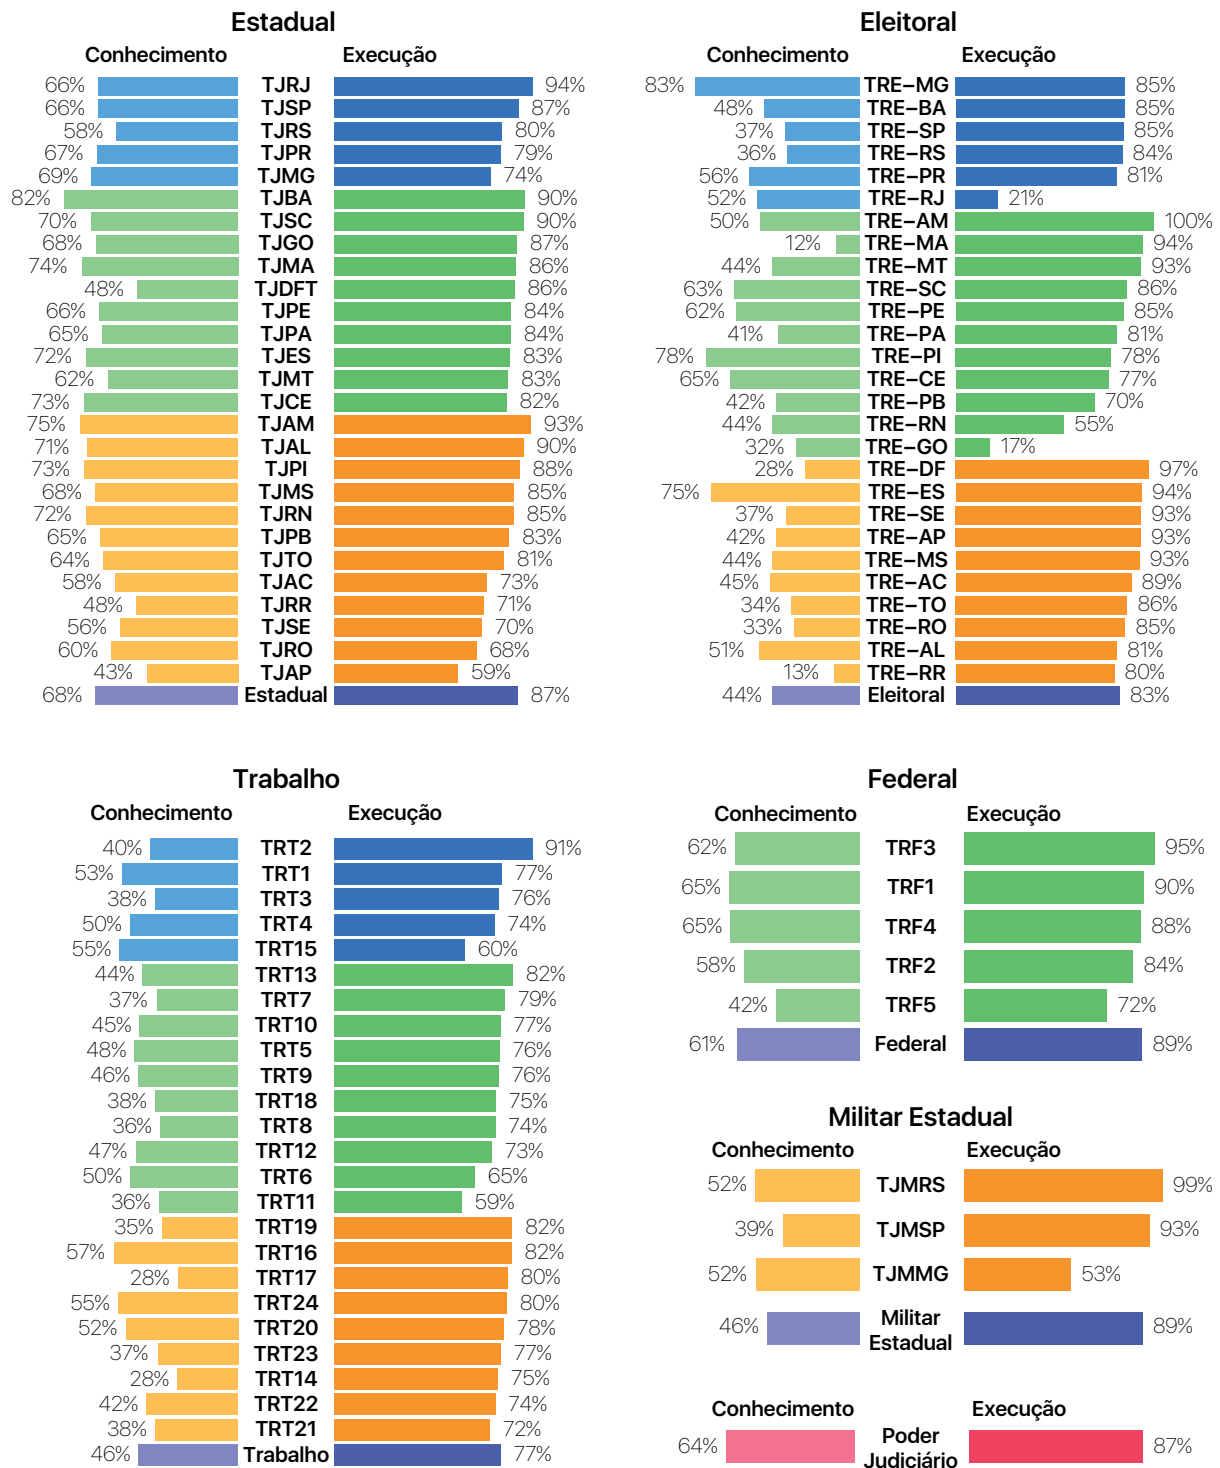 Estadual
Conhecimento Execução
66% TJRJ 94%
66% TJSP 87%
58% TJRS 80%
67% TJPR 79%
69% TJMG 74%
82% TJBA 90%
70% TJSC 90%
68% TJGO 87%
74% TJMA 86%
48% TJDFT 86%
66% TJPE 84%
65% TJPA 84%
72% TJES 83%
62% TJMT 83%
73% TJCE 82%
75% TJAM 93%
71% TJAL 90%
73% TJPI 88%
68% TJMS 85%
72% TJRN 85%
65% TJPB 83%
64% TJTO 81%
58% TJAC 73%
48% TJRR 71%
56% TJSE 70%
60% TJRO 68%
43% TJAP 59%
68% Estadual 87%
Eleitoral
Conhecimento Execução
83% TRE–MG 85%
48% TRE–BA 85%
37% TRE–SP 85%
36% TRE–RS 84%
56% TRE–PR 81%
52% TRE–RJ 21%
50% TRE–AM 100%
12% TRE–MA 94%
44% TRE–MT 93%
63% TRE–SC 86%
62% TRE–PE 85%
41% TRE–PA 81%
78% TRE–PI 78%
65% TRE–CE 77%
42% TRE–PB 70%
44% TRE–RN 55%
32% TRE–GO 17%
28% TRE–DF 97%
75% TRE–ES 94%
37% TRE–SE 93%
42% TRE–AP 93%
44% TRE–MS 93%
45% TRE–AC 89%
34% TRE–TO 86%
33% TRE–RO 85%
51% TRE–AL 81%
13% TRE–RR 80%
44% Eleitoral 83%
Trabalho
Conhecimento Execução
40% TRT2 91%
53% TRT1 77%
38% TRT3 76%
50% TRT4 74%
55% TRT15 60%
44% TRT13 82%
37% TRT7 79%
45% TRT10 77%
48% TRT5 76%
46% TRT9 76%
38% TRT18 75%
36% TRT8 74%
47% TRT12 73%
50% TRT6 65%
36% TRT11 59%
35% TRT19 82%
57% TRT16 82%
28% TRT17 80%
55% TRT24 80%
52% TRT20 78%
37% TRT23 77%
28% TRT14 75%
42% TRT22 74%
38% TRT21 72%
46% Trabalho 77%
Federal
Conhecimento Execução
62% TRF3 95%
65% TRF1 90%
65% TRF4 88%
58% TRF2 84%
42% TRF5 72%
61% Federal 89%
Militar Estadual
Conhecimento Execução
52% TJMRS 99%
39% TJMSP 93%
52% TJMMG 53%
46% Militar 89%
Estadual
Conhecimento Execução
64% Poder 87%
Judiciário